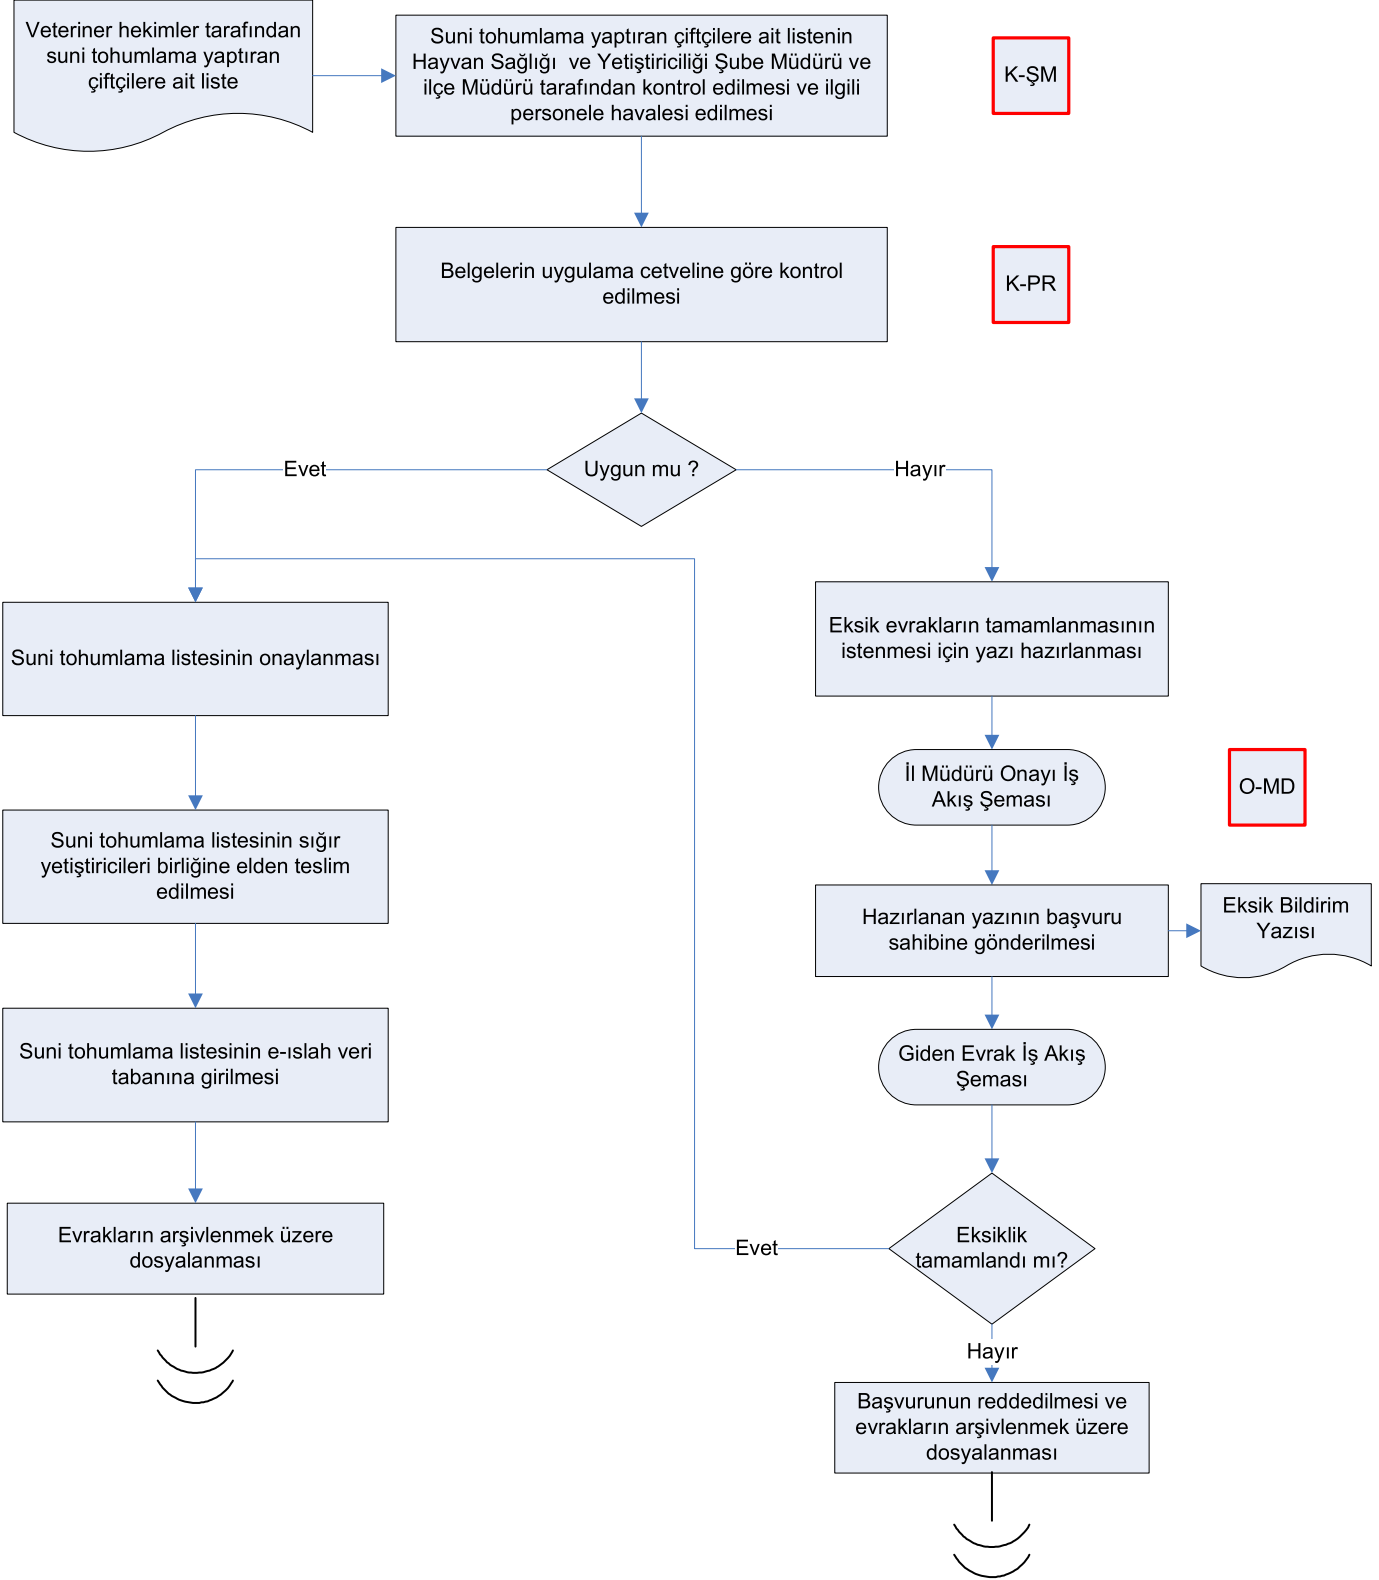 Veteriner hekimler tarafından
suni tohumlama yaptıran
çiftçilere ait liste
Suni tohumlama yaptıran çiftçilere ait listenin
Hayvan Sağlığı  ve Yetiştiriciliği Şube Müdürü ve
ilçe Müdürü tarafından kontrol edilmesi ve ilgili
personele havalesi edilmesi
K-ŞM
Belgelerin uygulama cetveline göre kontrol
edilmesi
K-PR
Uygun mu ?
Evet
Hayır
Suni tohumlama listesinin onaylanması
Eksik evrakların tamamlanmasının
istenmesi için yazı hazırlanması
İl Müdürü Onayı İş
Akış Şeması
O-MD
Suni tohumlama listesinin sığır
yetiştiricileri birliğine elden teslim
edilmesi
Hazırlanan yazının başvuru
sahibine gönderilmesi
Eksik Bildirim
Yazısı
Suni tohumlama listesinin e-ıslah veri
tabanına girilmesi
Giden Evrak İş Akış
Şeması
Evrakların arşivlenmek üzere
dosyalanması
Eksiklik
tamamlandı mı?
Evet
Hayır
Başvurunun reddedilmesi ve
evrakların arşivlenmek üzere
dosyalanması